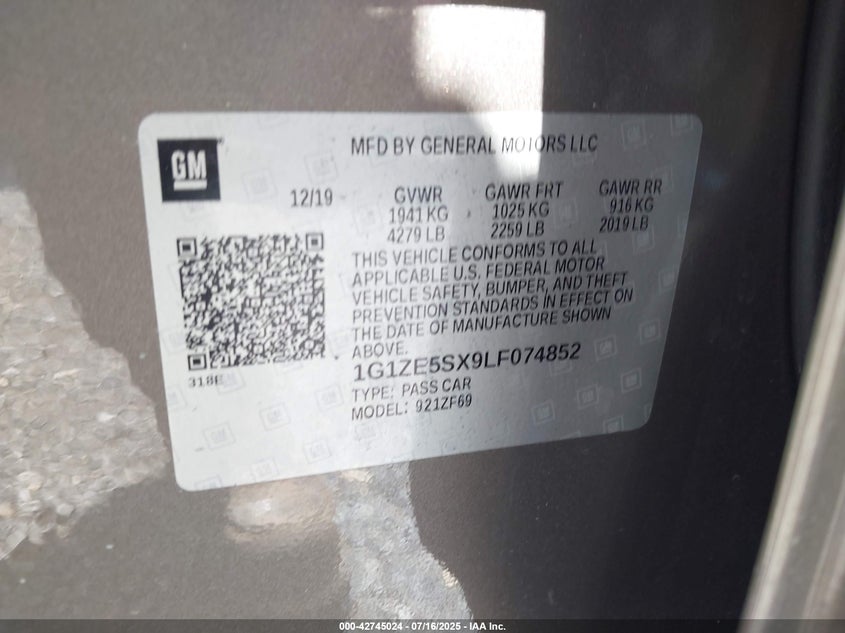 GM
MFD BY GENERAL MOTORS LLC
12/19
GVWR
1941 KG
4279 LB
GAWR FRT
1025 KG
2259 LB
GAWR RR
916 KG
2019 LB
THIS VEHICLE CONFORMS TO ALL
APPLICABLE U.S. FEDERAL MOTOR
VEHICLE SAFETY, BUMPER, AND THEFT
PREVENTION STANDARDS IN EFFECT ON
THE DATE OF MANUFACTURE SHOWN
ABOVE.
318E
1G1ZE5SX9LF074852
TYPE: PASS CAR
MODEL: 921ZF69
000-42745024 - 07/16/2025 - IAA Inc.